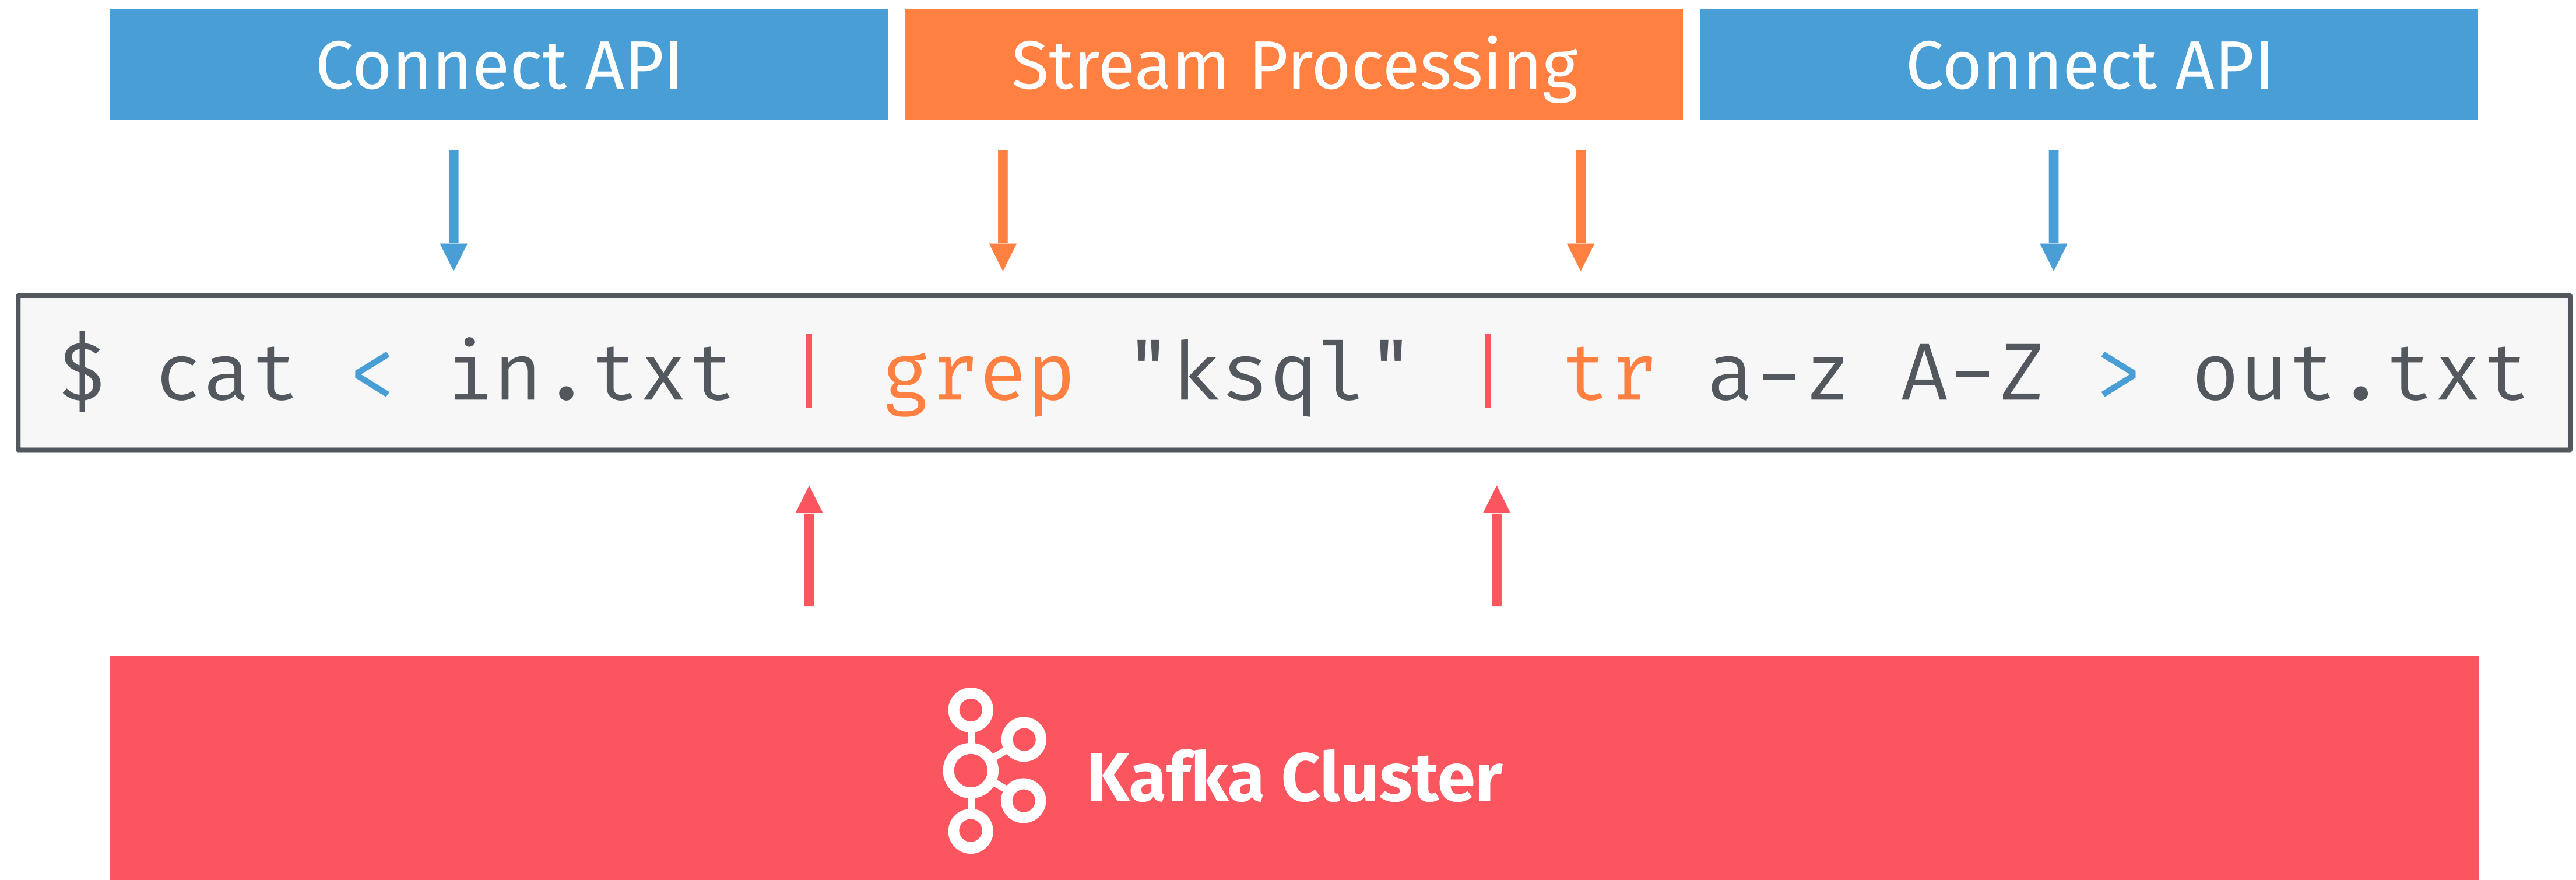 Connect API
Stream Processing
Connect API
$ cat < in.txt | grep "ksql" | tr a-z A-Z > out.txt
Kafka Cluster